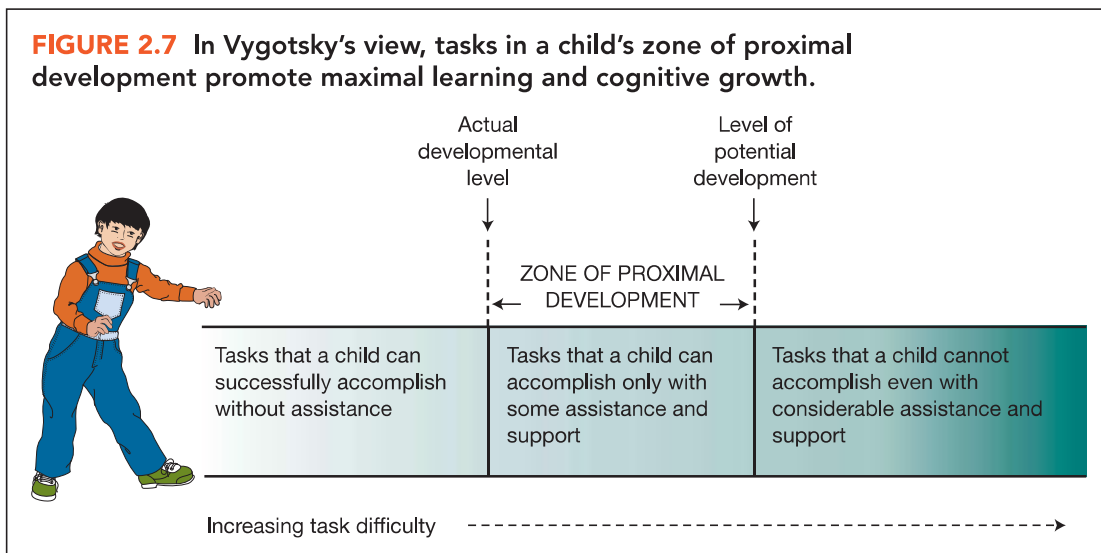 FIGURE 2.7 In Vygotsky’s view, tasks in a child’s zone of proximal
development promote maximal learning and cognitive growth.
Actual
developmental
level
Level of
potential
development
ZONE OF PROXIMAL
DEVELOPMENT
Tasks that a child can
successfully accomplish
without assistance
Tasks that a child can
accomplish only with
some assistance and
support
Tasks that a child cannot
accomplish even with
considerable assistance and
support
Increasing task difficulty